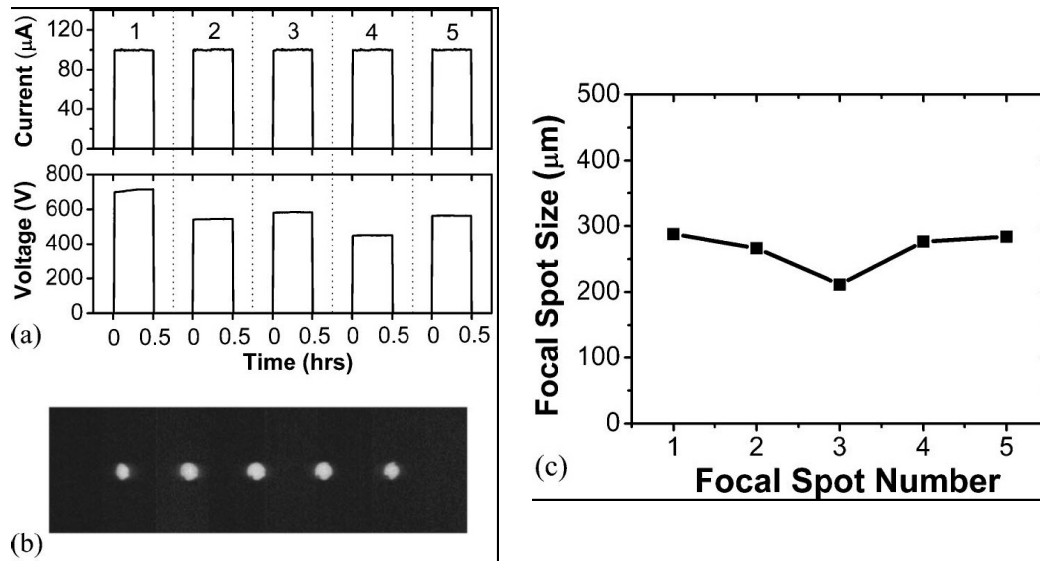 120
80
40
0
Current (μA)
1 2 3 4 5
800
600
400
200
0
Voltage (V)
0 0.5 0 0.5 0 0.5 0 0.5 0 0.5
Time (hrs)
(a)
(b)
500
400
300
200
100
0
Focal Spot Size (μm)
1 2 3 4 5
Focal Spot Number
(c)